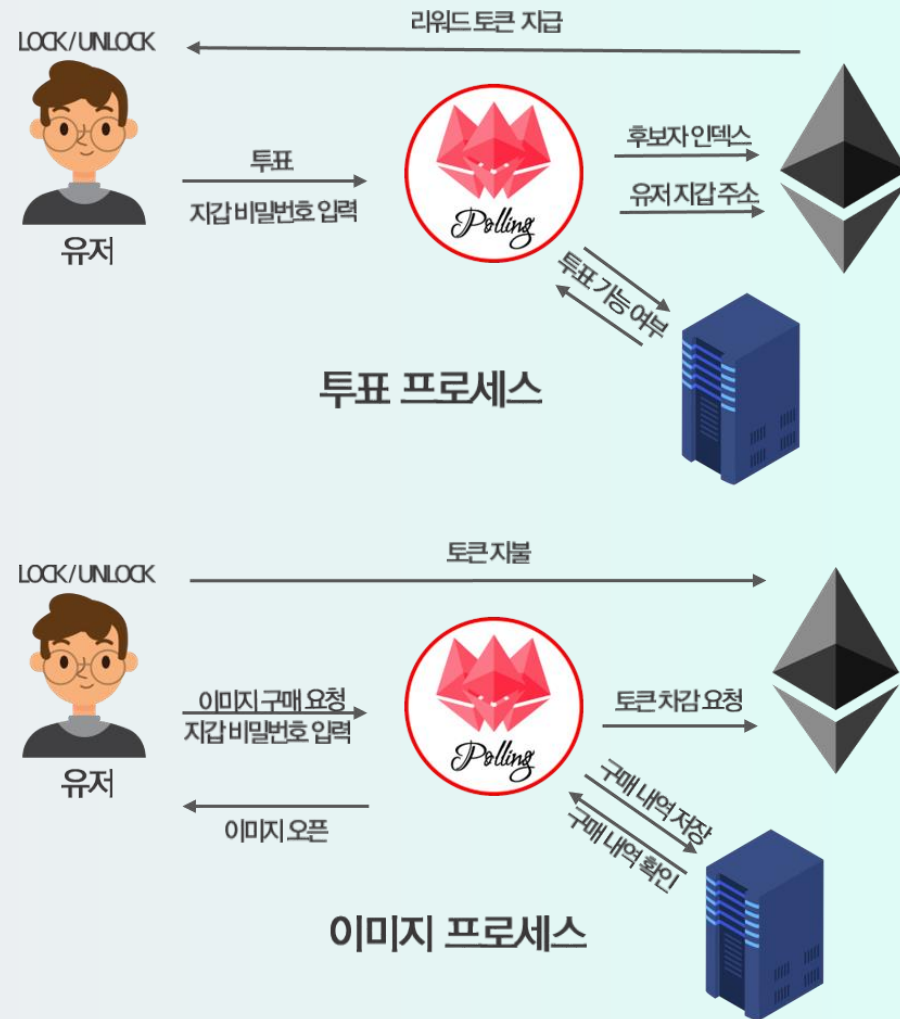 리워드 토큰 지급
LOCK/UNLOCK
투표
지갑 비밀번호 입력
유저
Polling
후보자 인덱스
유저 지갑 주소
투표 가능 여부
투표 프로세스
토큰 지불
LOCK/UNLOCK
이미지 구매 요청
지갑 비밀번호 입력
유저
이미지 오픈
Polling
토큰 차감 요청
구매 내역 저장
구매 내역 확인
이미지 프로세스